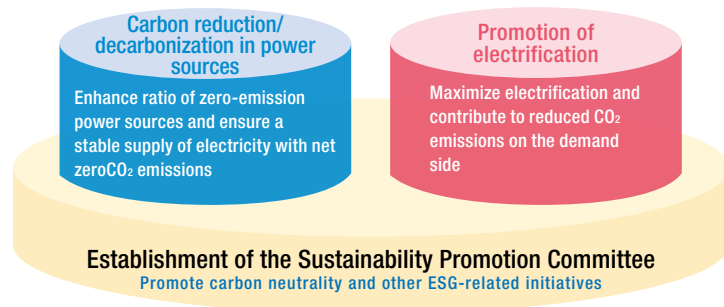 Carbon reduction/
decarbonization in power
sources
Enhance ratio of zero-emission
power sources and ensure a
stable supply of electricity with net
zeroCO₂ emissions
Promotion of
electrification
Maximize electrification and
contribute to reduced CO₂
emissions on the demand
side
Establishment of the Sustainability Promotion Committee
Promote carbon neutrality and other ESG-related initiatives